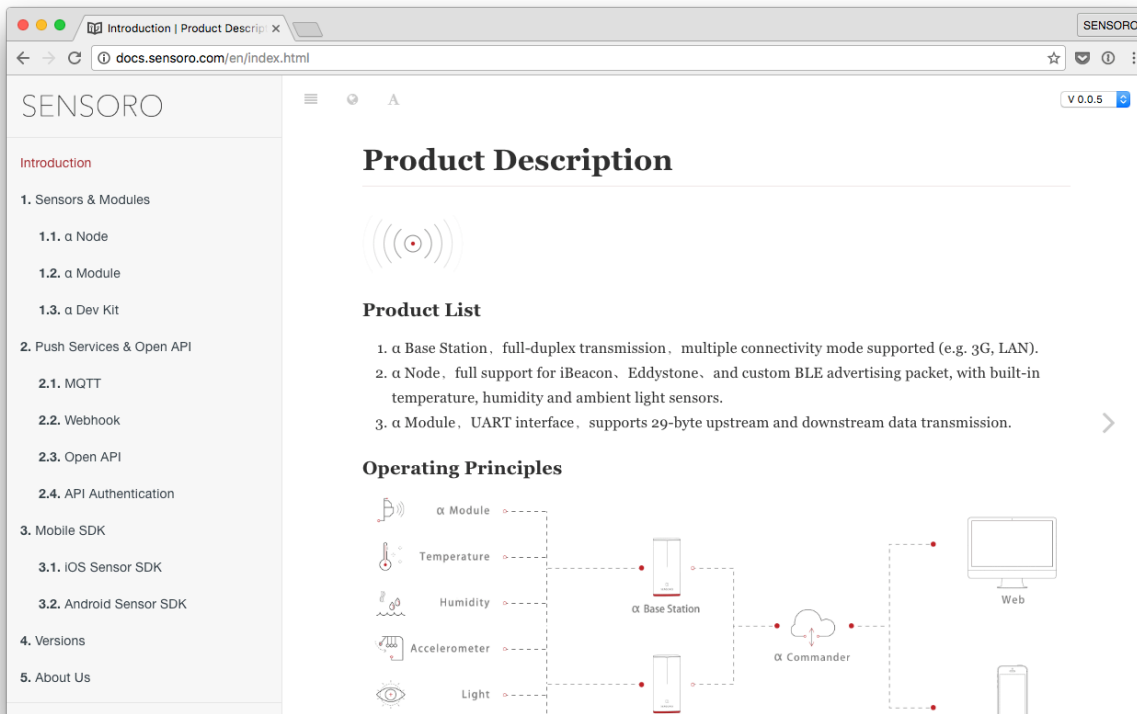 Introduction | Product Descrip
SENSORO
docs.sensoro.com/en/index.html
SENSORO
A
V 0.0.5
Introduction
1. Sensors & Modules
1.1. α Node
1.2. α Module
1.3. α Dev Kit
2. Push Services & Open API
2.1. MQTT
2.2. Webhook
2.3. Open API
2.4. API Authentication
3. Mobile SDK
3.1. iOS Sensor SDK
3.2. Android Sensor SDK
4. Versions
5. About Us
Product Description
Product List
1. α Base Station，full-duplex transmission，multiple connectivity mode supported (e.g. 3G, LAN).
2. α Node，full support for iBeacon、Eddystone、and custom BLE advertising packet, with built-in
temperature, humidity and ambient light sensors.
3. α Module，UART interface，supports 29-byte upstream and downstream data transmission.
Operating Principles
α Module
Temperature
Humidity
Accelerometer
Light
α Base Station
α Commander
Web